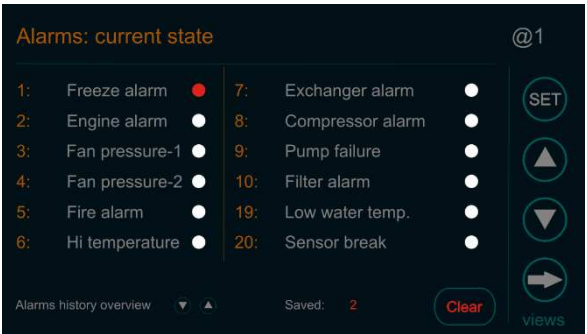 Alarms: current state
@1
1: Freeze alarm
2: Engine alarm
3: Fan pressure-1
4: Fan pressure-2
5: Fire alarm
6: Hi temperature
7: Exchanger alarm
8: Compressor alarm
9: Pump failure
10: Filter alarm
19: Low water temp.
20: Sensor break
SET
Alarms history overview
Saved: 2
Clear
views